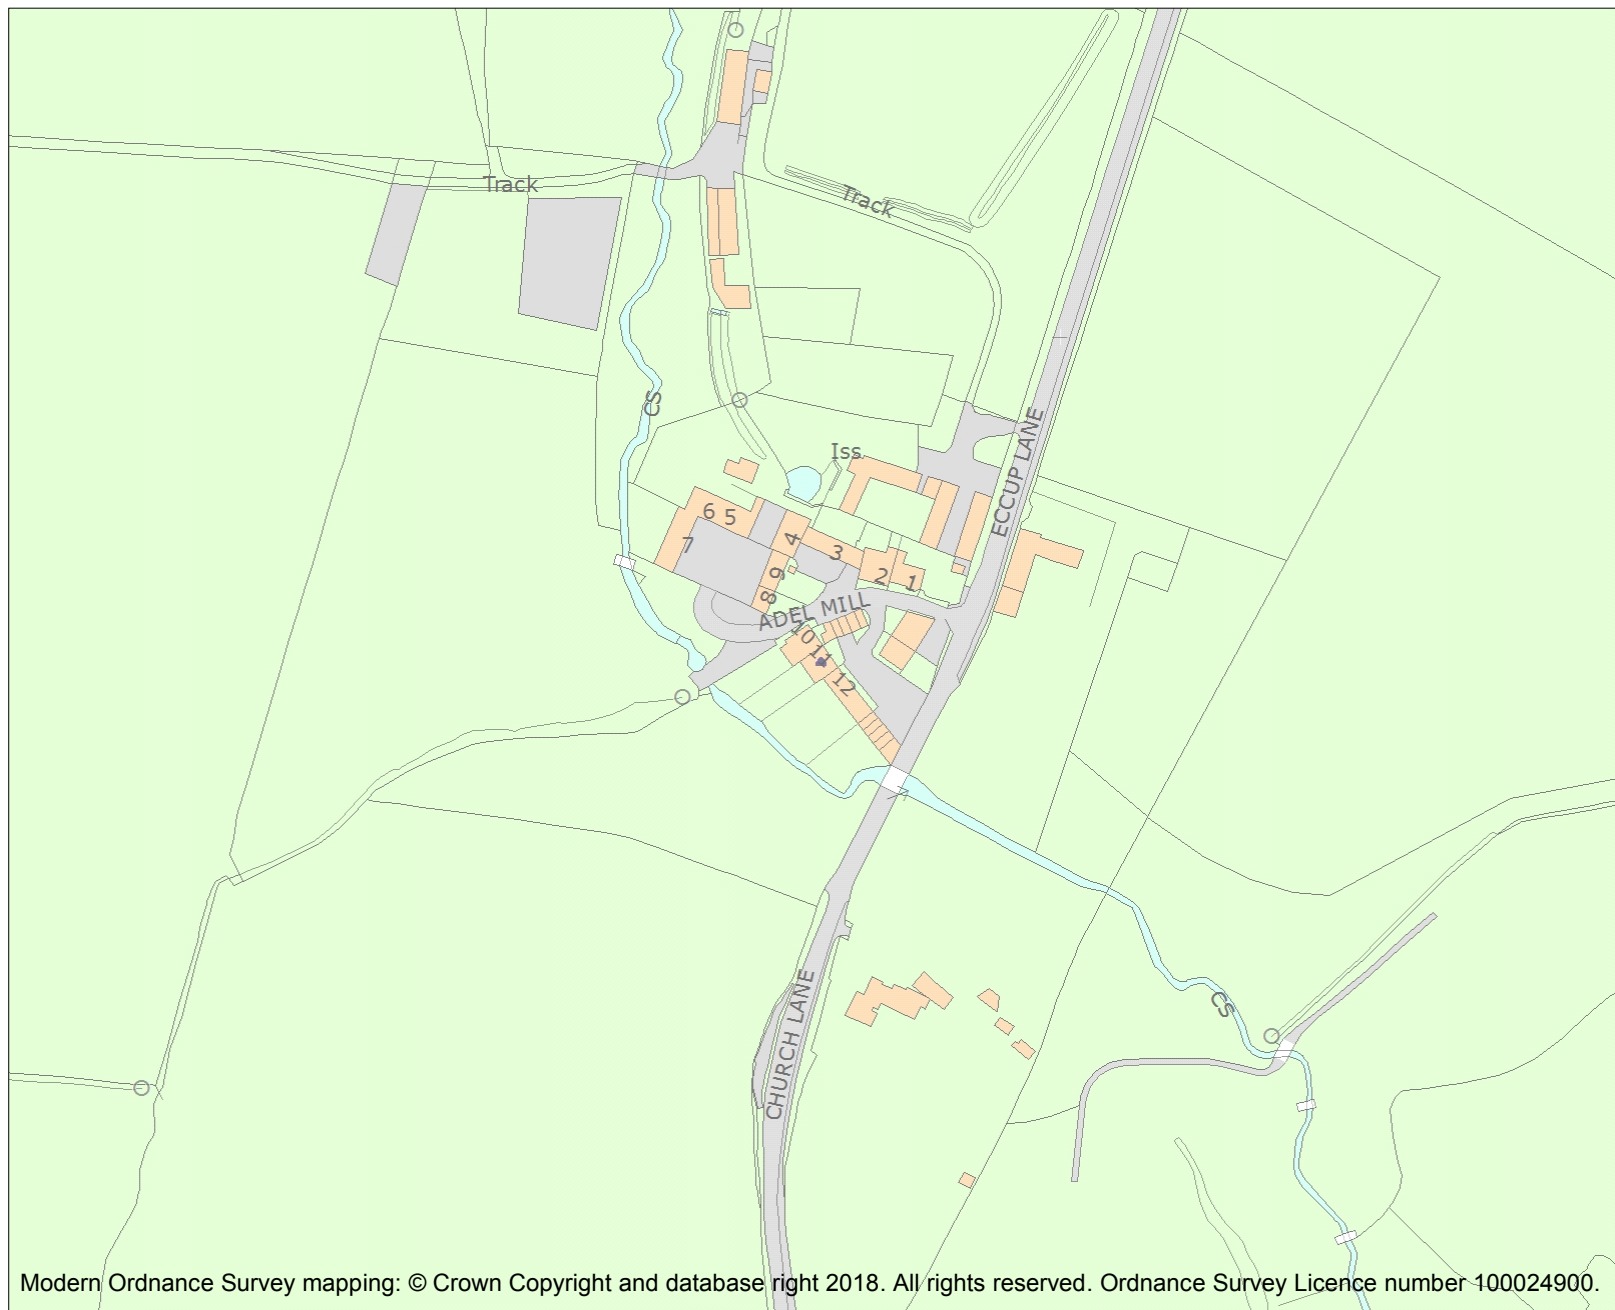 Track
Track
CS
Iss
ECCUP LANE
6 5
7
4
3
9
2
1
8
ADEL MILL
10
11
12
CS
CHURCH LANE
Modern Ordnance Survey mapping: © Crown Copyright and database right 2018. All rights reserved. Ordnance Survey Licence number 100024900.